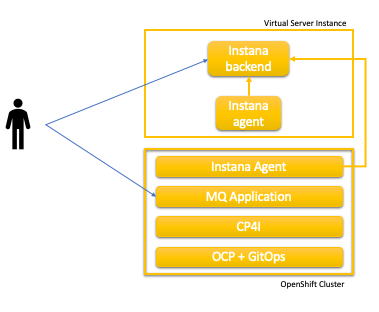 Virtual Server Instance
Instana
backend
Instana
agent
Instana Agent
MQ Application
CP4I
OCP + GitOps
OpenShift Cluster